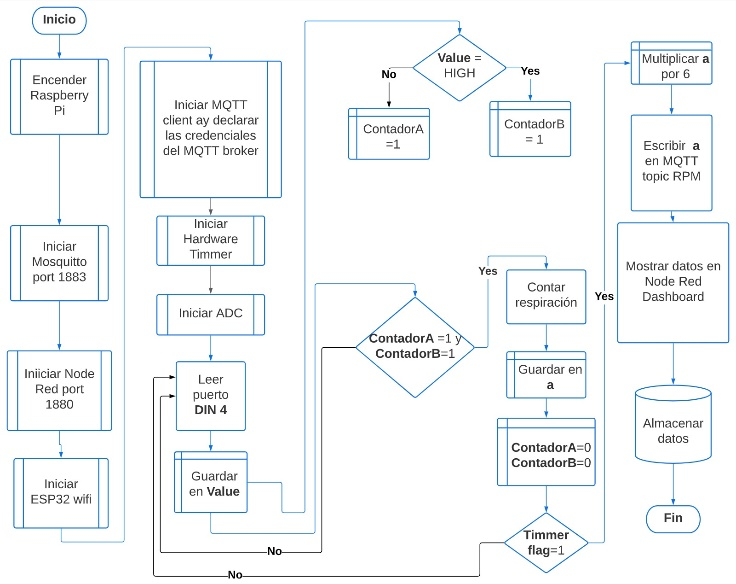 Inicio
Encender
Raspberry
Pi
Iniciar
Mosquitto
port 1883
Iniiciar Node
Red port
1880
Iniciar
ESP32 wifi
Iniciar MQTT
client ay declarar
las credenciales
del MQTT broker
Iniciar
Hardware
Timmer
Iniciar ADC
Leer
puerto
DIN 4
Guardar
en Value
Value =
HIGH
No
Yes
ContadorA
=1
ContadorB
= 1
ContadorA =1 y
ContadorB=1
Yes
No
Contar
respiración
Guardar en
a
ContadorA=0
ContadorB=0
Timmer
flag=1
No
Yes
Multiplicar a
por 6
Escribir a
en MQTT
topic RPM
Mostrar datos en
Node Red
Dashboard
Almacenar
datos
Fin